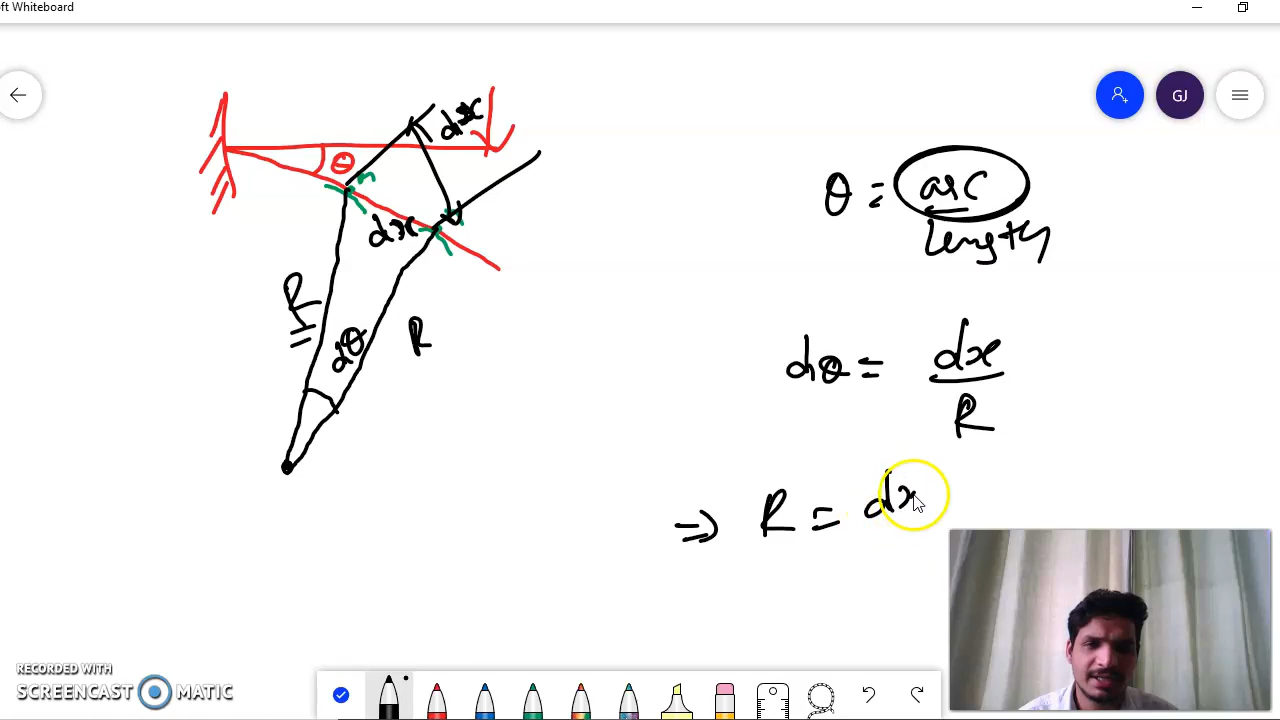 ft Whiteboard
GJ
dx
θ
dx
R
dθ
R
θ = arc
length
dθ = dx
R
⇒ R = dx
RECORDED WITH
SCREENCAST MATIC